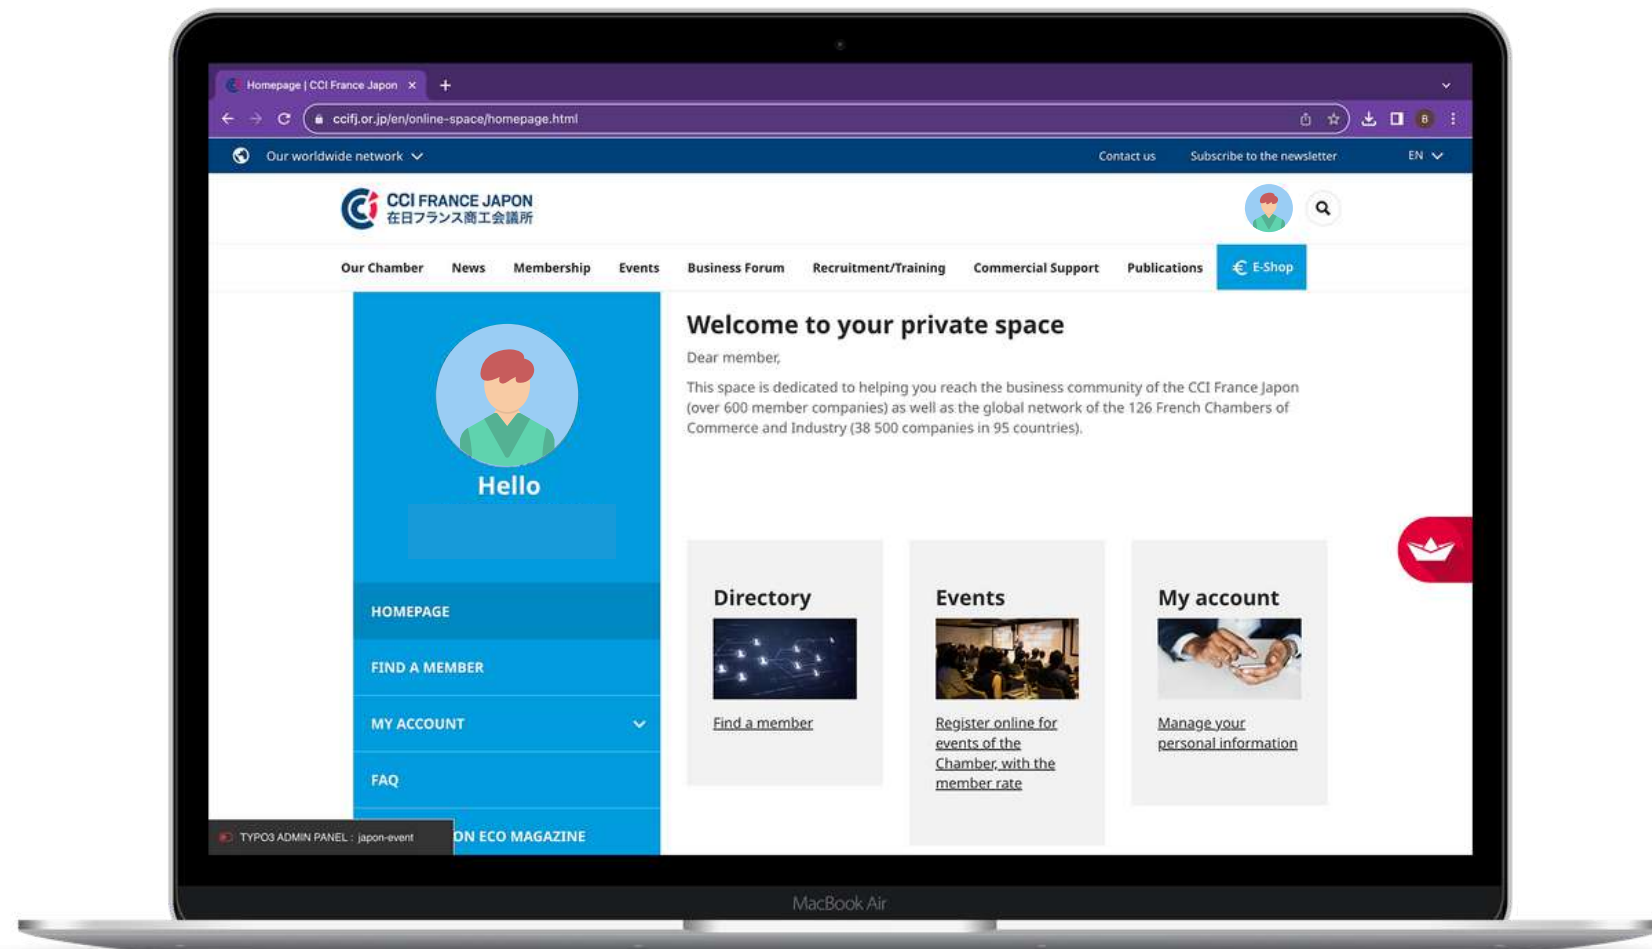 Homepage | CCI France Japon
ccifj.or.jp/en/online-space/homepage.html
B
Our worldwide network
Contact us
Subscribe to the newsletter
EN
CCI FRANCE JAPON
在日フランス商工会議所
Our Chamber
News
Membership
Events
Business Forum
Recruitment/Training
Commercial Support
Publications
€ E-Shop
Hello
HOMEPAGE
FIND A MEMBER
MY ACCOUNT
FAQ
ON ECO MAGAZINE
TYPO3 ADMIN PANEL : japon-event
Welcome to your private space
Dear member,
This space is dedicated to helping you reach the business community of the CCI France Japon
(over 600 member companies) as well as the global network of the 126 French Chambers of
Commerce and Industry (38 500 companies in 95 countries).
Directory
Find a member
Events
Register online for
events of the
Chamber, with the
member rate
My account
Manage your
personal information
MacBook Air